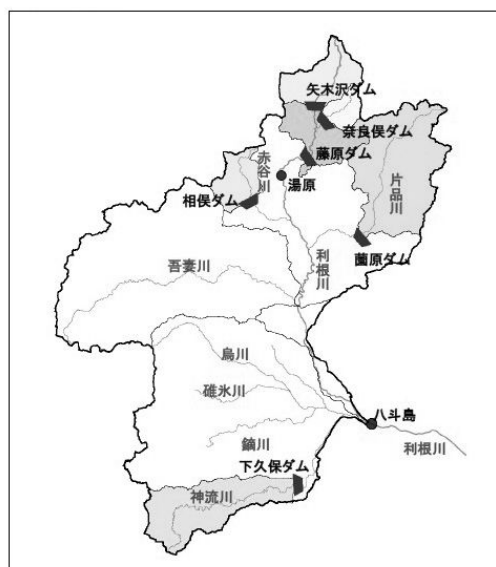 矢木沢ダム
奈良俣ダム
藤原ダム
赤谷川
湯原
片品川
相俣ダム
薗原ダム
利根川
吾妻川
烏川
碓氷川
八斗島
利根川
鏑川
下久保ダム
神流川